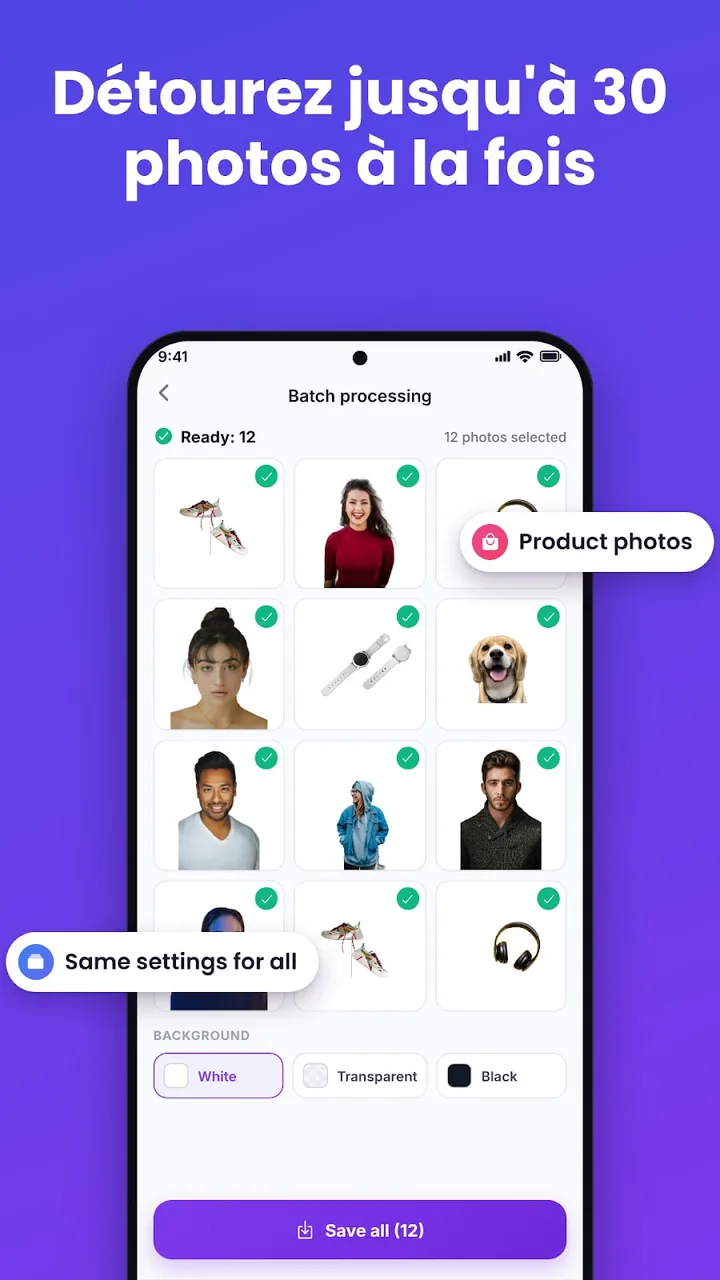 Détourez jusqu'à 30
photos à la fois
9:41
Batch processing
Ready: 12
12 photos selected
Product photos
Same settings for all
BACKGROUND
White
Transparent
Black
Save all (12)